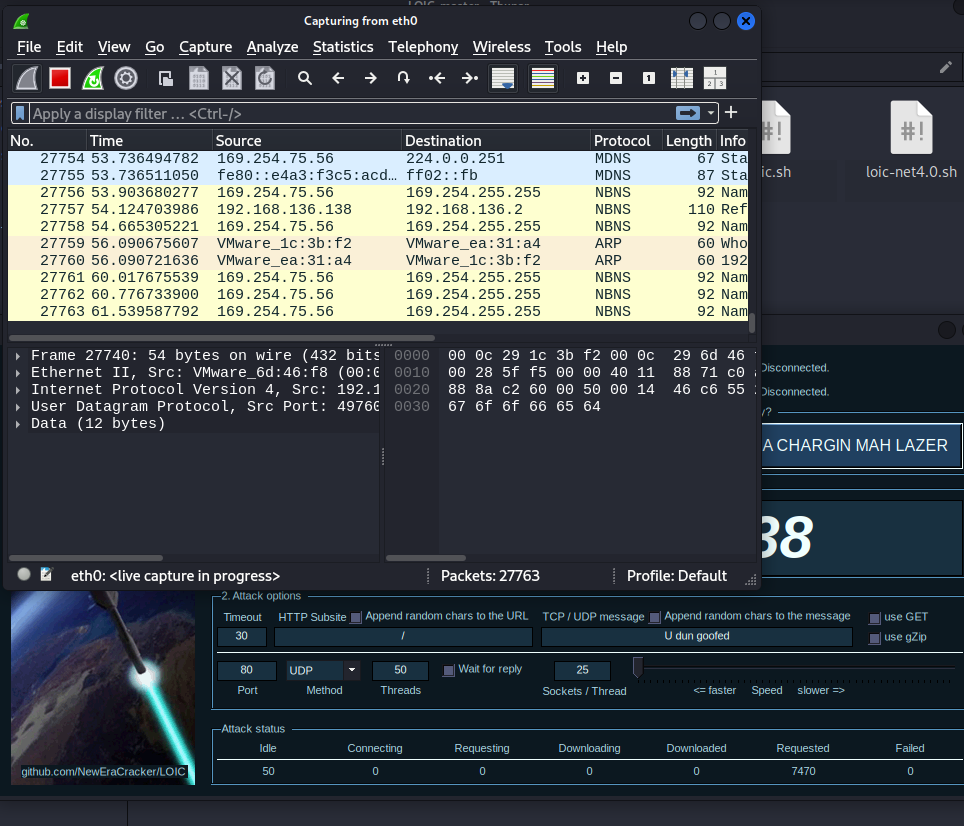 Capturing from eth0
File Edit View Go Capture Analyze Statistics Telephony Wireless Tools Help
Apply a display filter … <Ctrl-/>
No. Time Source Destination Protocol Length Info
27754 53.736494782 169.254.75.56 224.0.0.251 MDNS 67 Sta
27755 53.736511050 fe80::e4a3:f3c5:acd… ff02::fb MDNS 87 Sta
27756 53.903680277 169.254.75.56 169.254.255.255 NBNS 92 Nam
27757 54.124703986 192.168.136.138 192.168.136.2 NBNS 110 Ref
27758 54.665305221 169.254.75.56 169.254.255.255 NBNS 92 Nam
27759 56.090675607 VMware_1c:3b:f2 VMware_ea:31:a4 ARP 60 Who
27760 56.090721636 VMware_ea:31:a4 VMware_1c:3b:f2 ARP 60 192
27761 60.017675539 169.254.75.56 169.254.255.255 NBNS 92 Nam
27762 60.776733900 169.254.75.56 169.254.255.255 NBNS 92 Nam
27763 61.539587792 169.254.75.56 169.254.255.255 NBNS 92 Nam
Frame 27740: 54 bytes on wire (432 bits
Ethernet II, Src: VMware_6d:46:f8 (00:0
Internet Protocol Version 4, Src: 192.1
User Datagram Protocol, Src Port: 49760
Data (12 bytes)
0000 00 0c 29 1c 3b f2 00 0c 29 6d 46
0010 00 28 5f f5 00 00 40 11 88 71 c0
0020 88 8a c2 60 00 50 00 14 46 c6 55
0030 67 6f 6f 66 65 64
eth0: <live capture in progress>
Packets: 27763
Profile: Default
#!
ic.sh
#!
loic-net4.0.sh
Disconnected.
Disconnected.
y?
A CHARGIN MAH LAZER
38
2. Attack options
Timeout HTTP Subsite Append random chars to the URL TCP / UDP message Append random chars to the message use GET
30 / U dun goofed use gZip
80 UDP 50 Wait for reply 25
Port Method Threads Sockets / Thread <= faster Speed slower =>
Attack status
Idle Connecting Requesting Downloading Downloaded Requested Failed
50 0 0 0 0 7470 0
github.com/NewEraCracker/LOIC